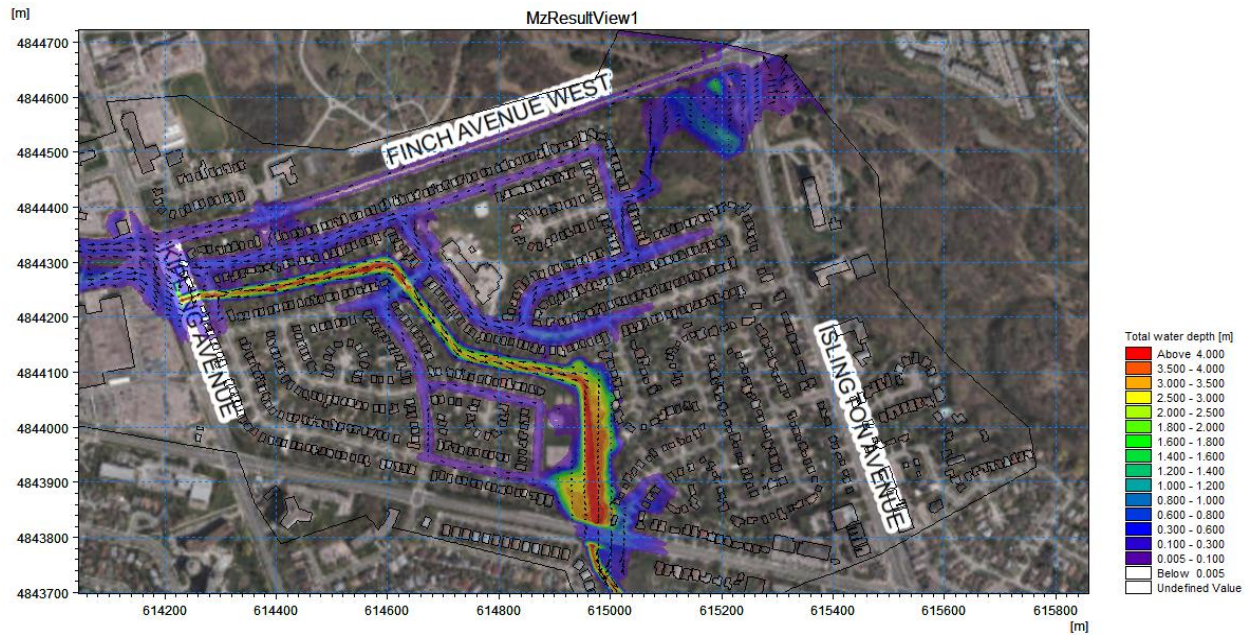 [m]
MzResultView1
4844700
4844600
4844500
4844400
4844300
4844200
4844100
4844000
4843900
4843800
4843700
FINCH AVENUE WEST
KIPLING AVENUE
ISLINGTON AVENUE
614200 614400 614600 614800 615000 615200 615400 615600 615800
[m]
Total water depth [m]
Above 4.000
3.500 - 4.000
3.000 - 3.500
2.500 - 3.000
2.000 - 2.500
1.800 - 2.000
1.600 - 1.800
1.400 - 1.600
1.200 - 1.400
1.000 - 1.200
0.800 - 1.000
0.600 - 0.800
0.300 - 0.600
0.100 - 0.300
0.005 - 0.100
Below 0.005
Undefined Value